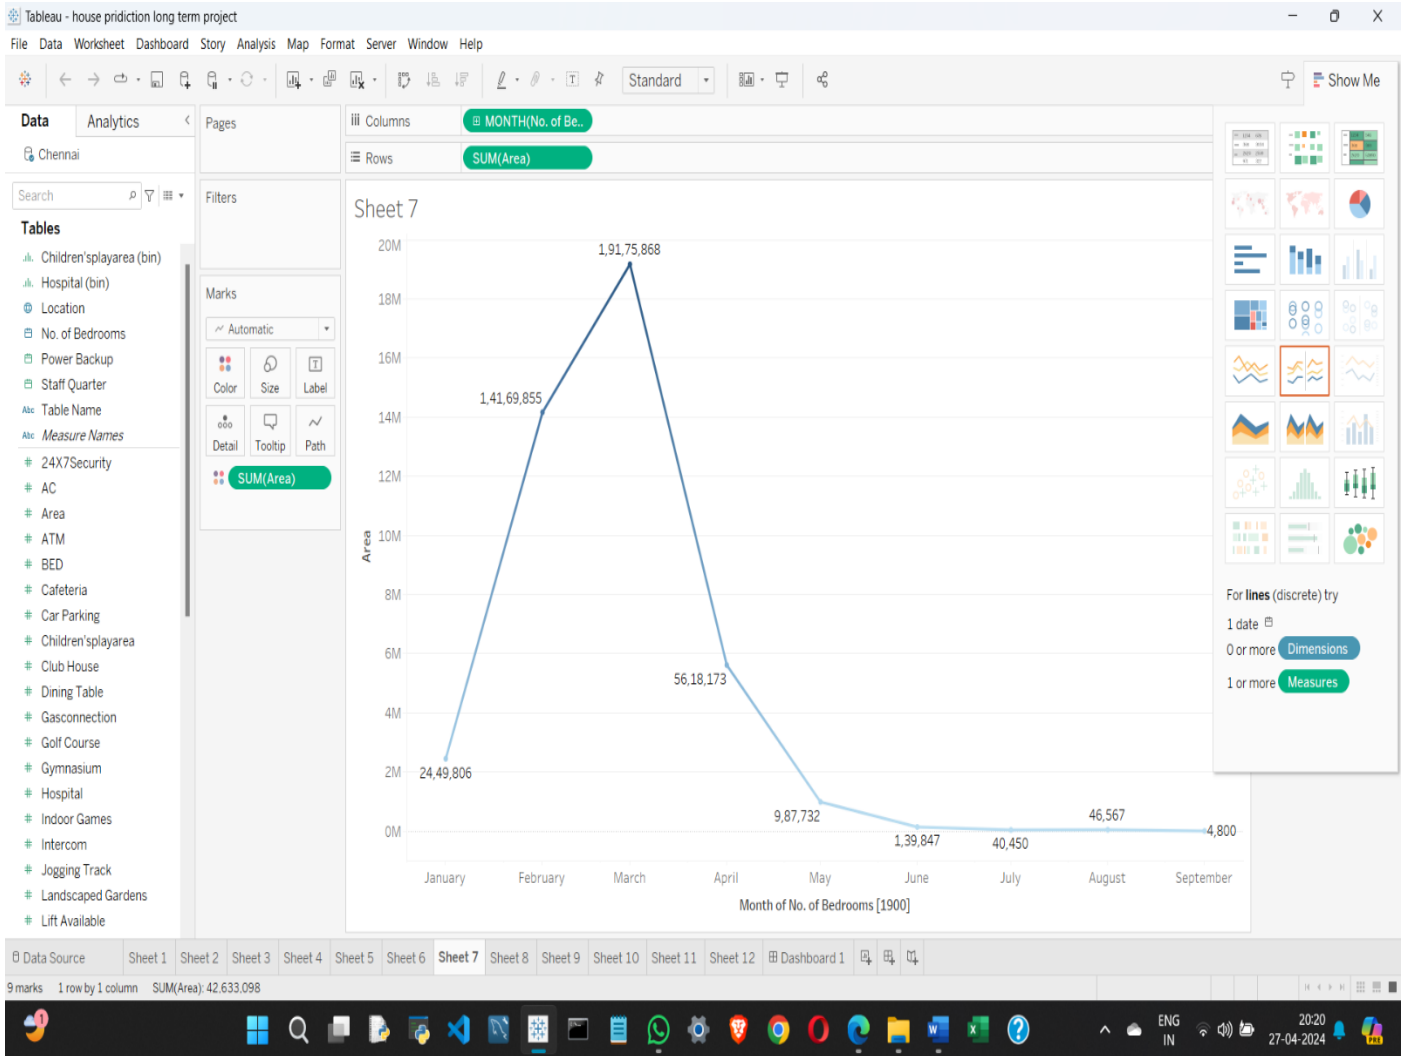 Tableau - house pridiction long term project
File Data Worksheet Dashboard Story Analysis Map Format Server Window Help
Standard
Show Me
Data Analytics
Chennai
Search
Tables
Children'splayarea (bin)
Hospital (bin)
Location
No. of Bedrooms
Power Backup
Staff Quarter
Abc Table Name
Abc Measure Names
# 24X7Security
# AC
# Area
# ATM
# BED
# Cafeteria
# Car Parking
# Children'splayarea
# Club House
# Dining Table
# Gasconnection
# Golf Course
# Gymnasium
# Hospital
# Indoor Games
# Intercom
# Jogging Track
# Landscaped Gardens
# Lift Available
Pages
Filters
Marks
Automatic
Color Size Label
Detail Tooltip Path
SUM(Area)
Columns MONTH(No. of Be..
Rows SUM(Area)
Sheet 7
20M
18M
16M
14M
12M
10M
8M
6M
4M
2M
0M
Area
24,49,806
1,41,69,855
1,91,75,868
56,18,173
9,87,732
1,39,847
40,450
46,567
4,800
January February March April May June July August September
Month of No. of Bedrooms [1900]
For lines (discrete) try
1 date
0 or more Dimensions
1 or more Measures
Data Source Sheet 1 Sheet 2 Sheet 3 Sheet 4 Sheet 5 Sheet 6 Sheet 7 Sheet 8 Sheet 9 Sheet 10 Sheet 11 Sheet 12 Dashboard 1
9 marks 1 row by 1 column SUM(Area): 42,633,098
1
ENG
IN
20:20
27-04-2024
PRE